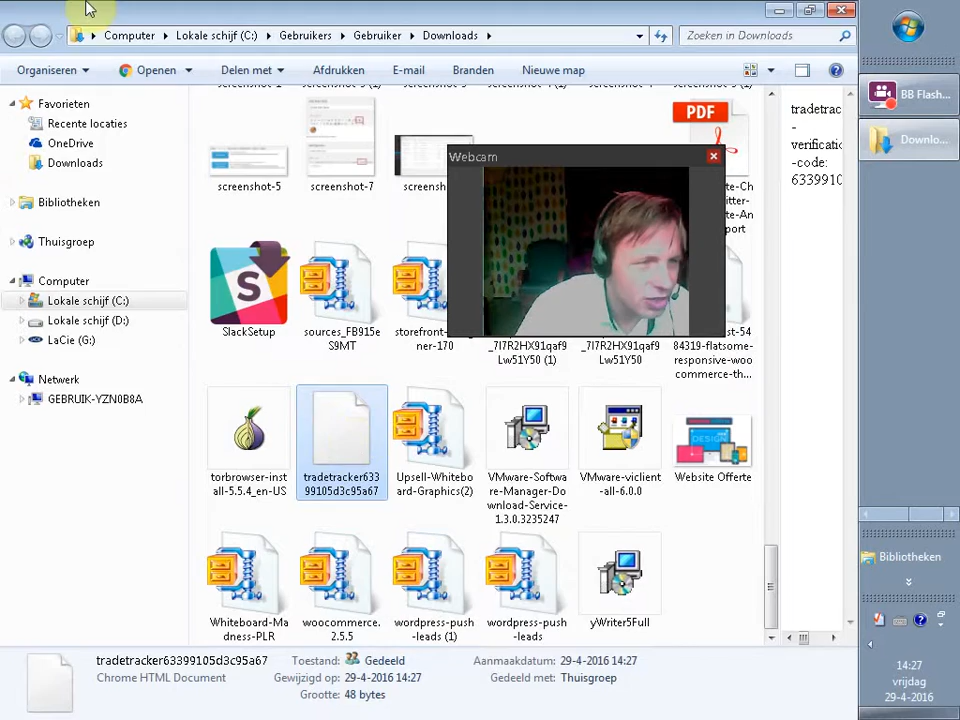 Computer
Lokale schijf (C:)
Gebruikers
Gebruiker
Downloads
Zoeken in Downloads
Organiseren
Openen
Delen met
Afdrukken
E-mail
Branden
Nieuwe map
BB Flash...
Downlo...
Favorieten
Recente locaties
OneDrive
Downloads
Bibliotheken
Thuisgroep
Computer
Lokale schijf (C:)
Lokale schijf (D:)
LaCie (G:)
Netwerk
GEBRUIK-YZN0B8A
screenshot-5
screenshot-7
Webcam
PDF
tradetracker
-
verificatio
-code:
6339910
SlackSetup
sources_FB915e
S9MT
storefront-
ner-170
_7I7R2HX91qaf9
Lw51Y50 (1)
_7I7R2HX91qaf9
Lw51Y50
st-54
84319-flatsome-
responsive-woo
commerce-th...
torbrowser-inst
all-5.5.4_en-US
tradetracker633
99105d3c95a67
Upsell-Whitebo
ard-Graphics(2)
VMware-Softwa
re-Manager-Do
wnload-Service-
1.3.0.3235247
VMware-viclient
-all-6.0.0
Website Offerte
Whiteboard-Ma
dness-PLR
woocommerce.
2.5.5
wordpress-push
-leads (1)
wordpress-push
-leads
yWriter5Full
Bibliotheken
tradetracker63399105d3c95a67
Chrome HTML Document
Toestand: Gedeeld
Gewijzigd op: 29-4-2016 14:27
Grootte: 48 bytes
Aanmaakdatum: 29-4-2016 14:27
Gedeeld met: Thuisgroep
14:27
vrijdag
29-4-2016